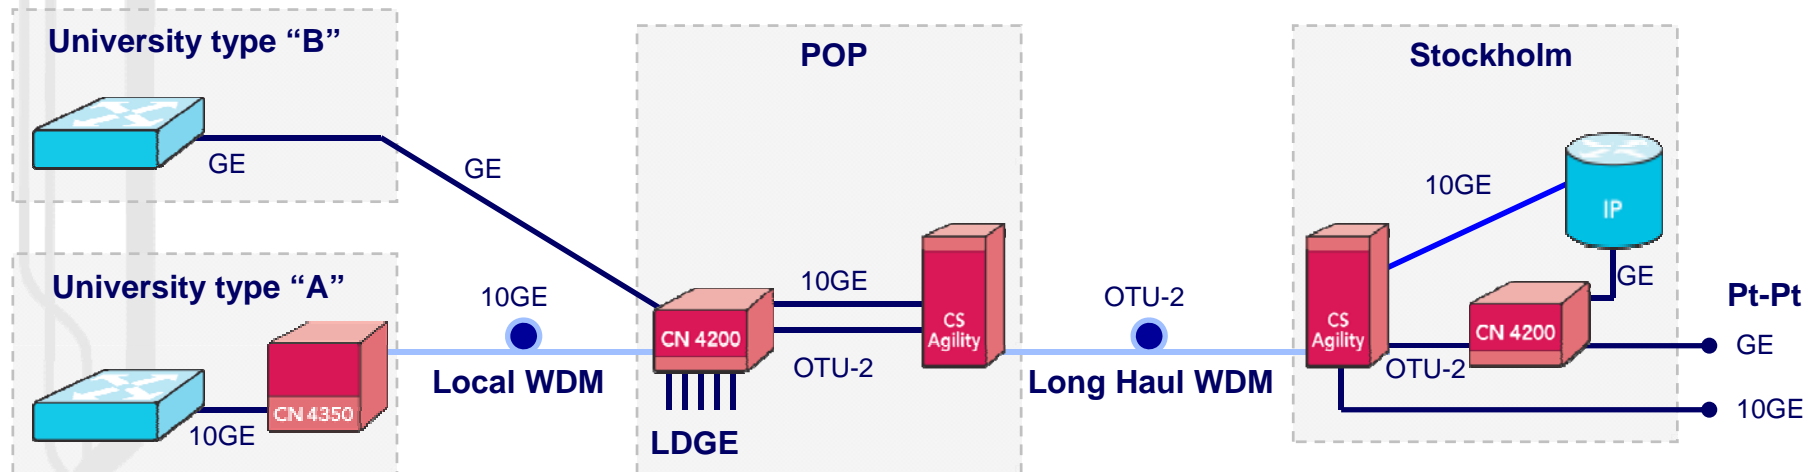 University type “B”
GE
GE
University type “A”
CN 4350
10GE
10GE
Local WDM
POP
CN 4200
10GE
OTU-2
CS
Agility
LDGE
OTU-2
Long Haul WDM
Stockholm
10GE
IP
GE
CS
Agility
OTU-2
CN 4200
Pt-Pt
GE
10GE